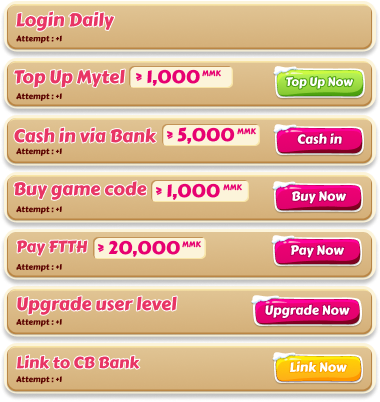 Login Daily
Attempt : +1
Top Up Mytel ≥ 1,000 MMK
Top Up Now
Attempt : +1
Cash in via Bank ≥ 5,000 MMK
Cash in
Attempt : +1
Buy game code ≥ 1,000 MMK
Buy Now
Attempt : +1
Pay FTTH ≥ 20,000 MMK
Pay Now
Attempt : +1
Upgrade user level
Upgrade Now
Attempt : +1
Link to CB Bank
Link Now
Attempt : +1